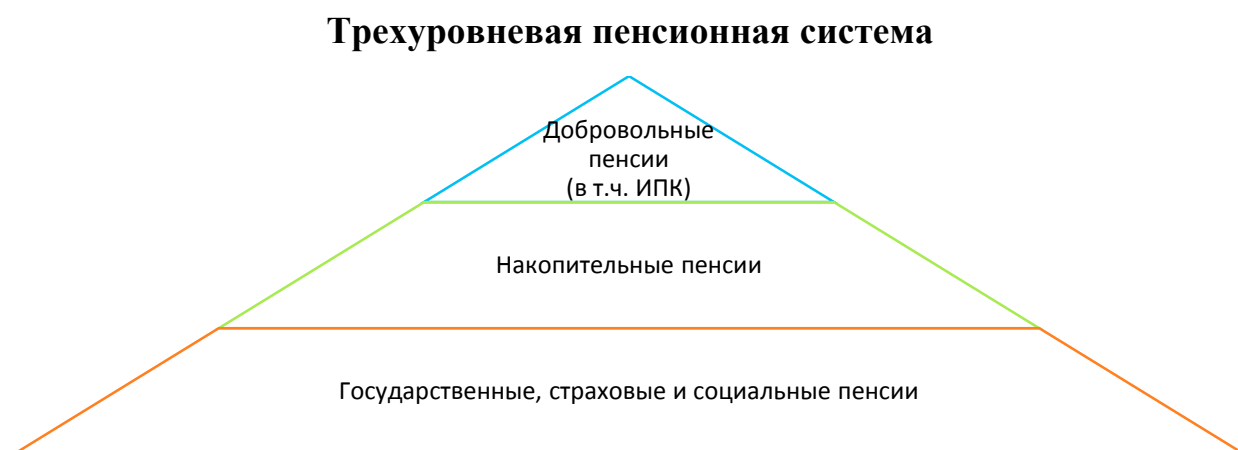 Трехуровневая пенсионная система
Добровольные
пенсии
(в т.ч. ИПК)
Накопительные пенсии
Государственные, страховые и социальные пенсии